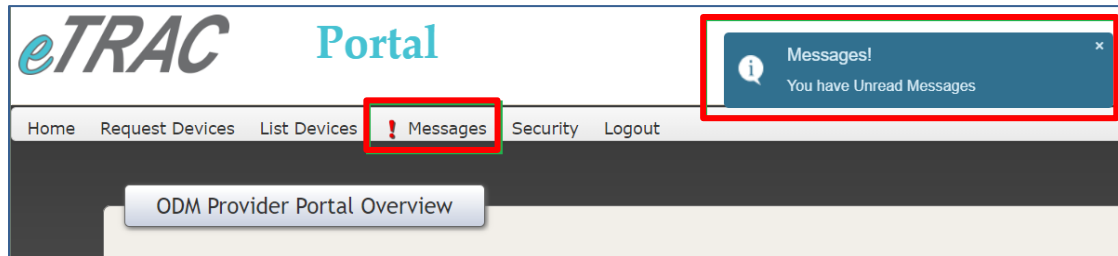 eTRAC Portal
Messages!
×
You have Unread Messages
Home Request Devices List Devices ! Messages Security Logout
ODM Provider Portal Overview